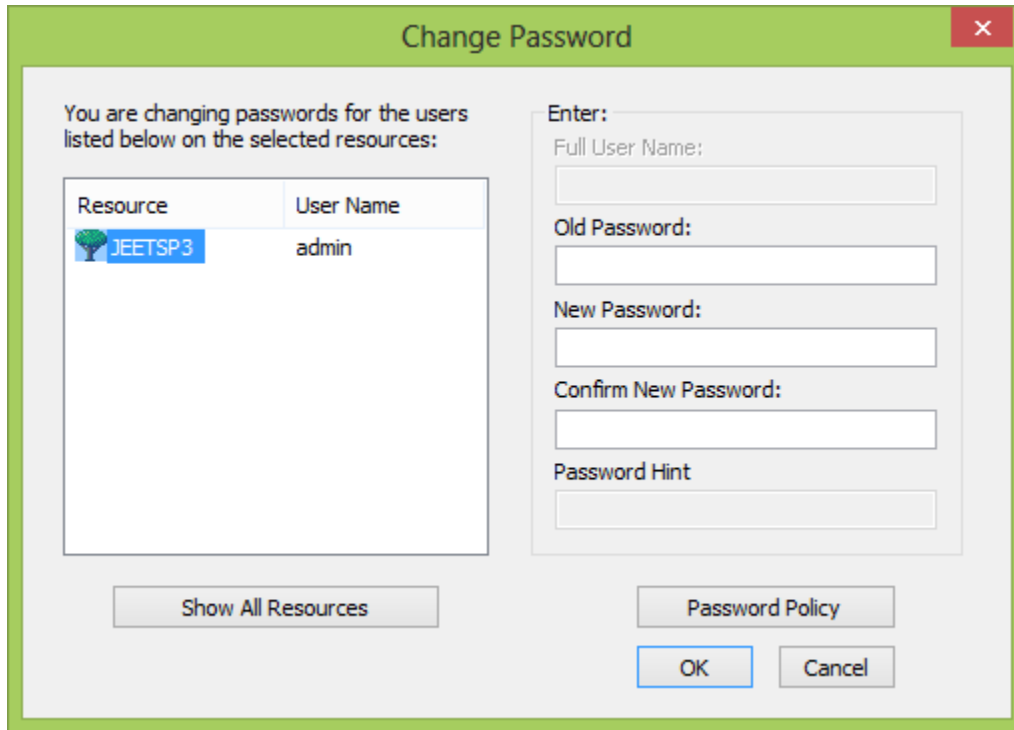 Change Password
You are changing passwords for the users
listed below on the selected resources:
Resource User Name
JEETSP3 admin
Show All Resources
Enter:
Full User Name:
Old Password:
New Password:
Confirm New Password:
Password Hint
Password Policy
OK Cancel